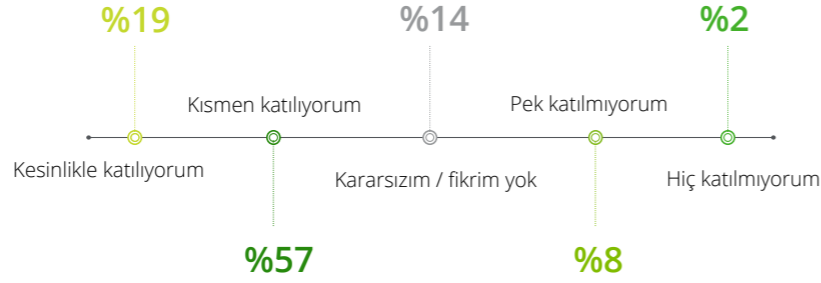 %19
%14
%2
Kısmen katılıyorum
Pek katılmıyorum
Kesinlikle katılıyorum
Kararsızım / fikrim yok
Hiç katılmıyorum
%57
%8